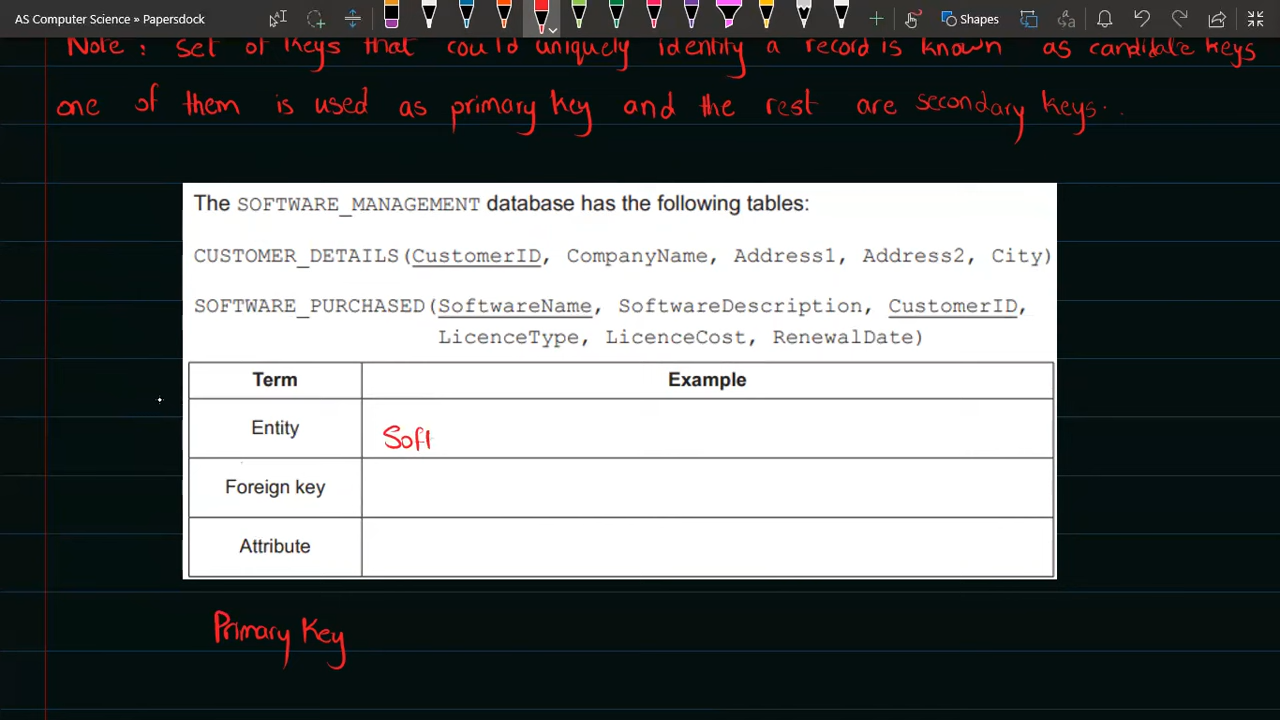 AS Computer Science » Papersdock
Shapes
Note : Set of keys that could uniquely identify a record is known as candidate keys
one of them is used as primary key and the rest are secondary keys.
The SOFTWARE_MANAGEMENT database has the following tables:
CUSTOMER_DETAILS(CustomerID, CompanyName, Address1, Address2, City)
SOFTWARE_PURCHASED(SoftwareName, SoftwareDescription, CustomerID,
LicenceType, LicenceCost, RenewalDate)
Term Example
Entity Soft
Foreign key
Attribute
Primary Key